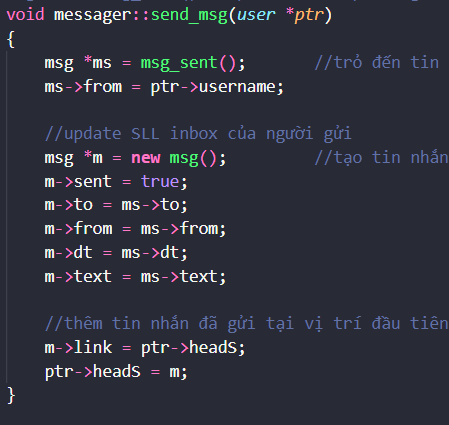 void messager::send_msg(user *ptr)
{
    msg *ms = msg_sent();       //trỏ đến tin
    ms->from = ptr->username;
    //update SLL inbox của người gửi
    msg *m = new msg();         //tạo tin nhắn
    m->sent = true;
    m->to = ms->to;
    m->from = ms->from;
    m->dt = ms->dt;
    m->text = ms->text;
    //thêm tin nhắn đã gửi tại vị trí đầu tiên
    m->link = ptr->headS;
    ptr->headS = m;
}